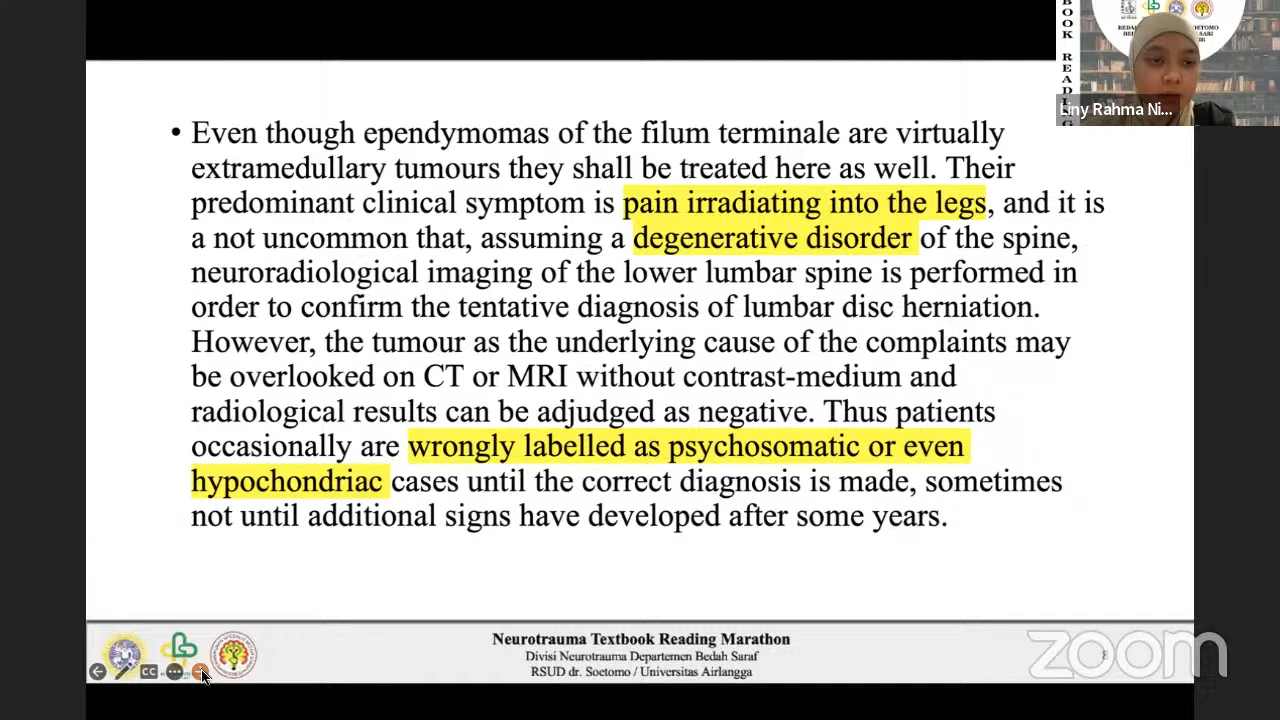 • Even though ependymomas of the filum terminale are virtually
extramedullary tumours they shall be treated here as well. Their
predominant clinical symptom is pain irradiating into the legs, and it is
a not uncommon that, assuming a degenerative disorder of the spine,
neuroradiological imaging of the lower lumbar spine is performed in
order to confirm the tentative diagnosis of lumbar disc herniation.
However, the tumour as the underlying cause of the complaints may
be overlooked on CT or MRI without contrast-medium and
radiological results can be adjudged as negative. Thus patients
occasionally are wrongly labelled as psychosomatic or even
hypochondriac cases until the correct diagnosis is made, sometimes
not until additional signs have developed after some years.
Liny Rahma Ni...
Neurotrauma Textbook Reading Marathon
Divisi Neurotrauma Departemen Bedah Saraf
RSUD dr. Soetomo / Universitas Airlangga
CC
zoom